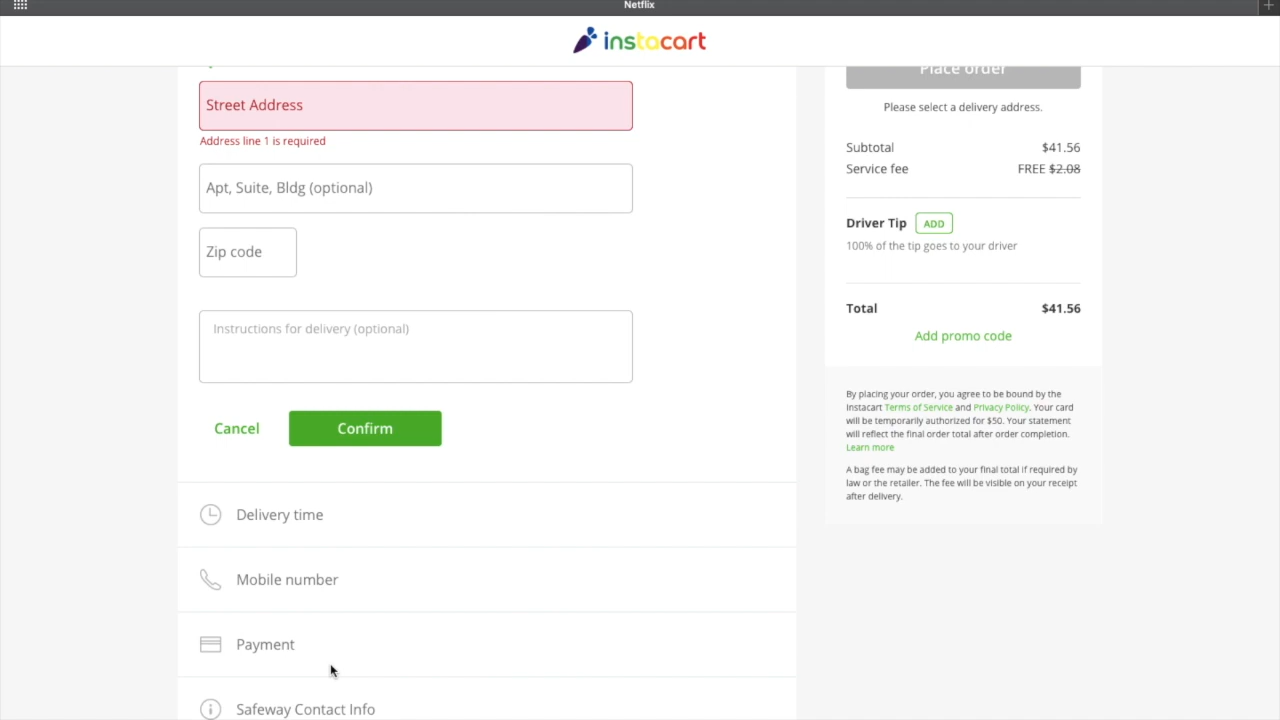 Netflix
instacart
Street Address
Address line 1 is required
Apt, Suite, Bldg (optional)
Zip code
Instructions for delivery (optional)
Cancel
Confirm
Delivery time
Mobile number
Payment
Safeway Contact Info
Place order
Please select a delivery address.
Subtotal $41.56
Service fee FREE $2.08
Driver Tip ADD
100% of the tip goes to your driver
Total $41.56
Add promo code
By placing your order, you agree to be bound by the
Instacart Terms of Service and Privacy Policy. Your card
will be temporarily authorized for $50. Your statement
will reflect the final order total after order completion.
Learn more
A bag fee may be added to your final total if required by
law or the retailer. The fee will be visible on your receipt
after delivery.